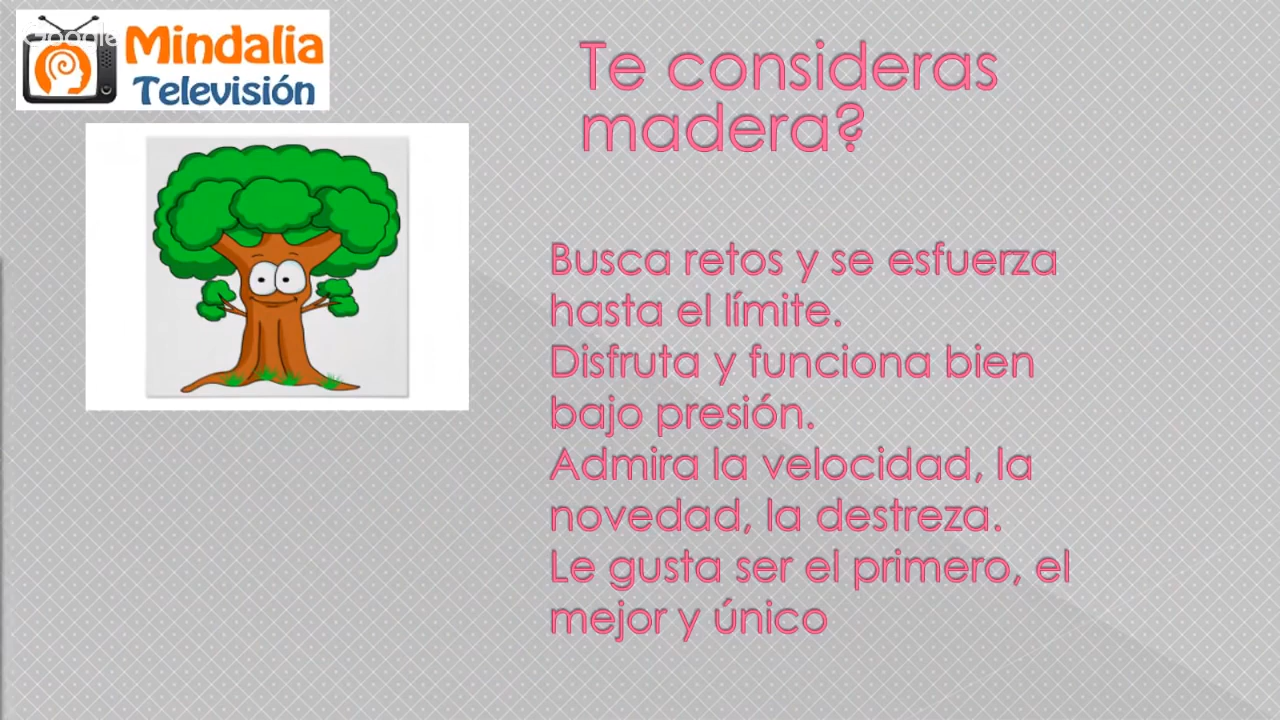 Google
Mindalia
Televisión
Te consideras
madera?
Busca retos y se esfuerza
hasta el límite.
Disfruta y funciona bien
bajo presión.
Admira la velocidad, la
novedad, la destreza.
Le gusta ser el primero, el
mejor y único